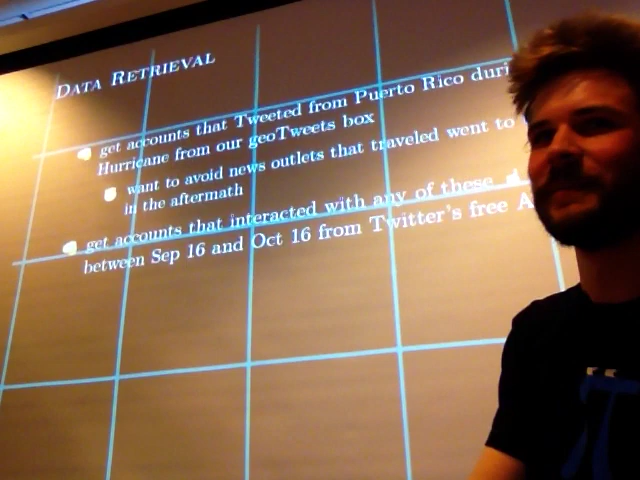 DATA RETRIEVAL
get accounts that Tweeted from Puerto Rico duri
Hurricane from our geoTweets box
want to avoid news outlets that traveled went to
in the aftermath
get accounts that interacted with any of these
between Sep 16 and Oct 16 from Twitter's free A